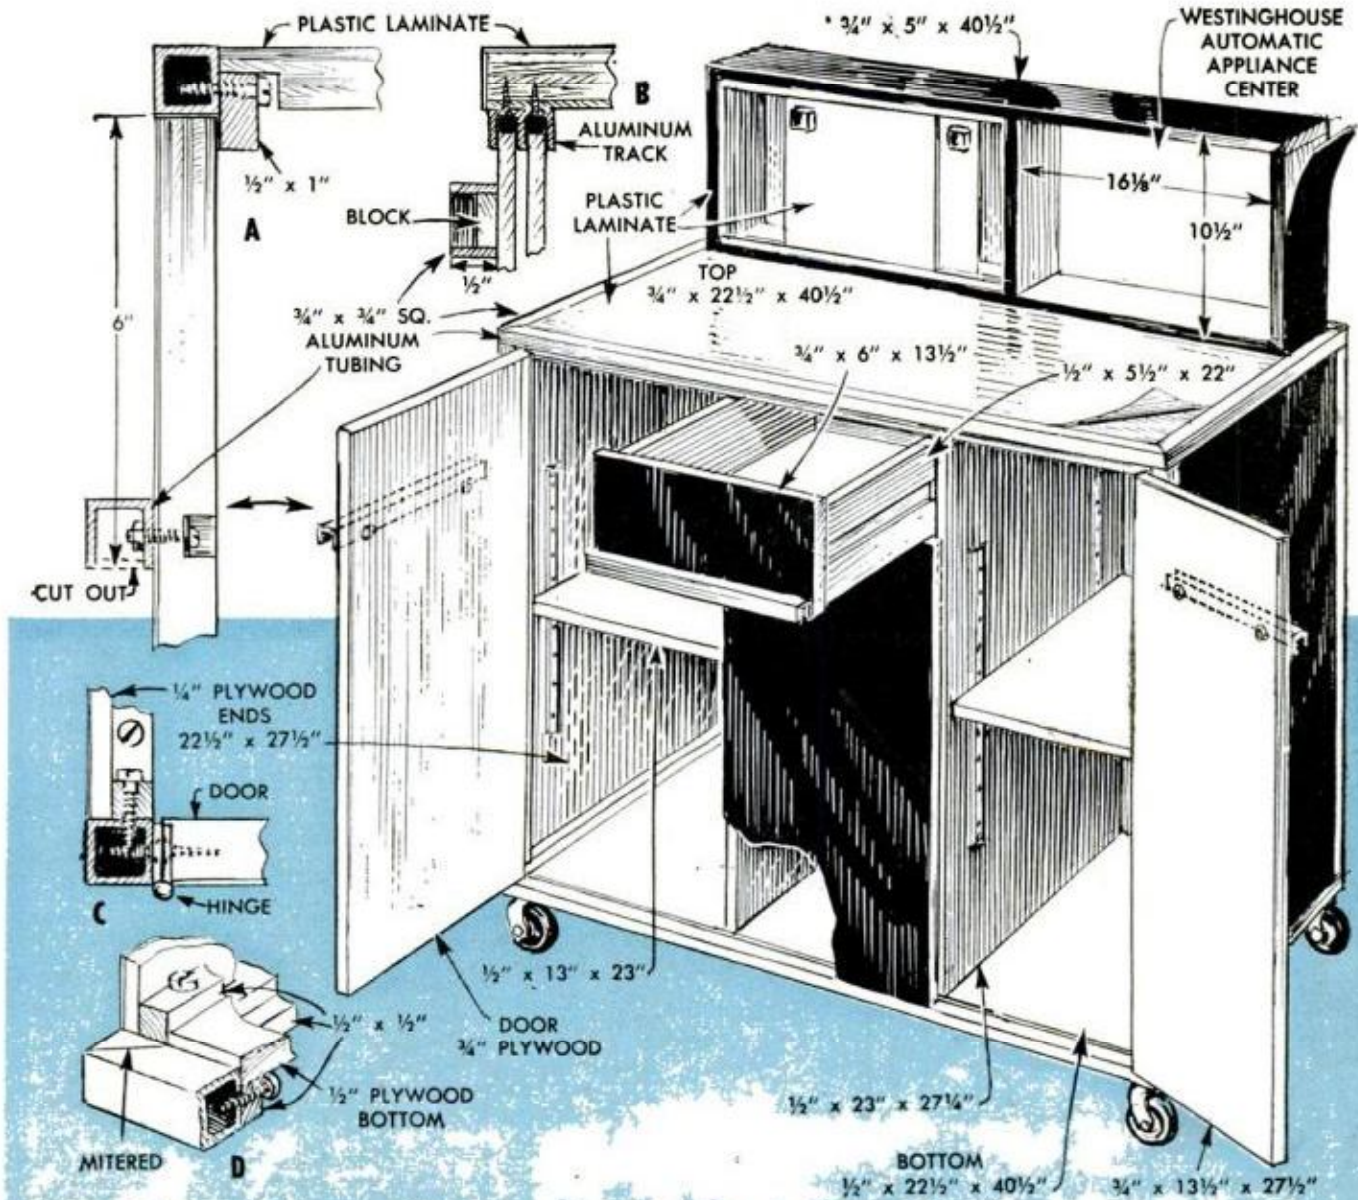 PLASTIC LAMINATE
¾" x 5" x 40½"
WESTINGHOUSE
AUTOMATIC
APPLIANCE
CENTER
B
ALUMINUM
TRACK
½" x 1"
A
BLOCK
½"
PLASTIC
LAMINATE
16⅛"
10½"
TOP
¾" x 22½" x 40½"
6"
¾" x ¾" SQ.
ALUMINUM
TUBING
¾" x 6" x 13½"
½" x 5½" x 22"
CUT OUT
¼" PLYWOOD
ENDS
22½" x 27½"
DOOR
HINGE
C
½" x 13" x 23"
½" x ½"
DOOR
¾" PLYWOOD
½" PLYWOOD
BOTTOM
MITERED
D
½" x 23" x 27¼"
BOTTOM
½" x 22½" x 40½"
¾" x 13½" x 27½"